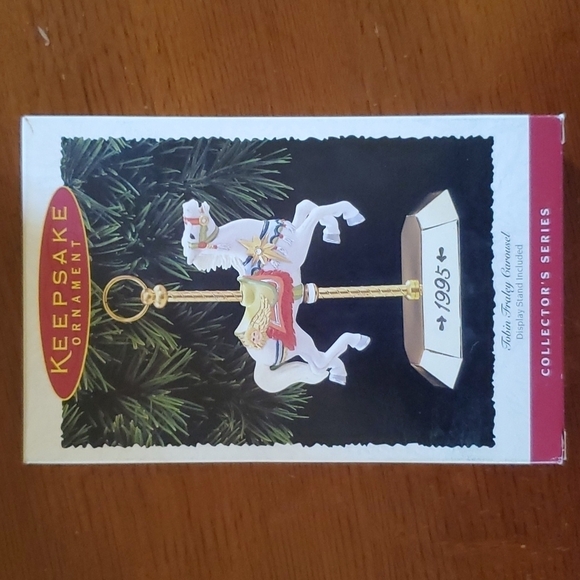 KEEPSAKE
ORNAMENT
→1995←
Tobin Fraley Carousel
Display Stand Included
COLLECTOR'S SERIES